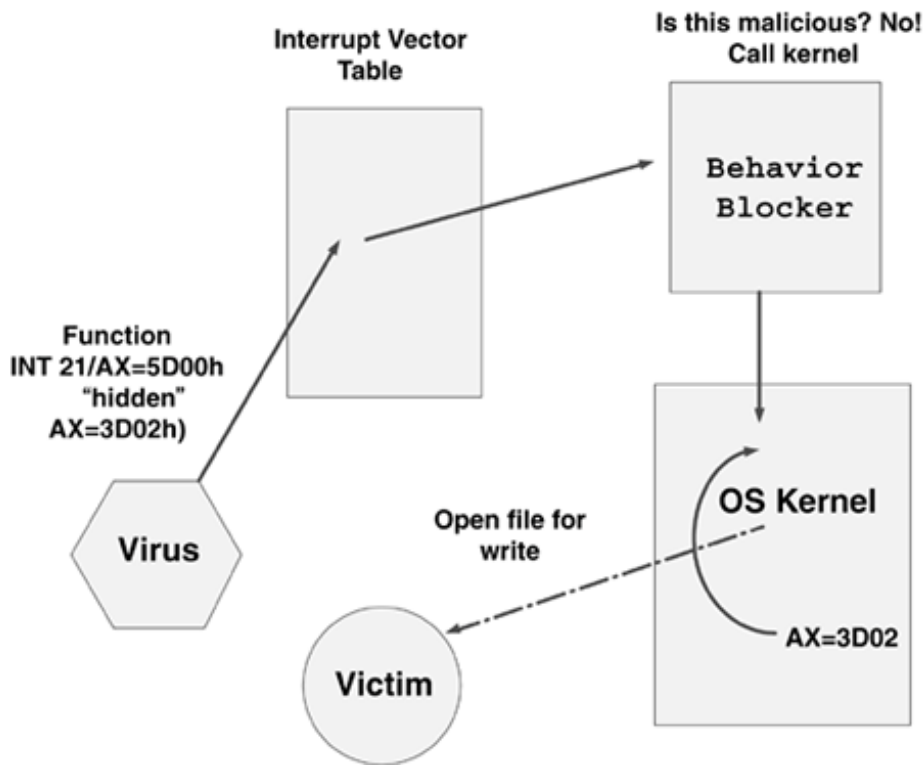 Interrupt Vector
Table
Is this malicious? No!
Call kernel
Behavior
Blocker
Function
INT 21/AX=5D00h
“hidden”
AX=3D02h)
Virus
Open file for
write
OS Kernel
AX=3D02
Victim